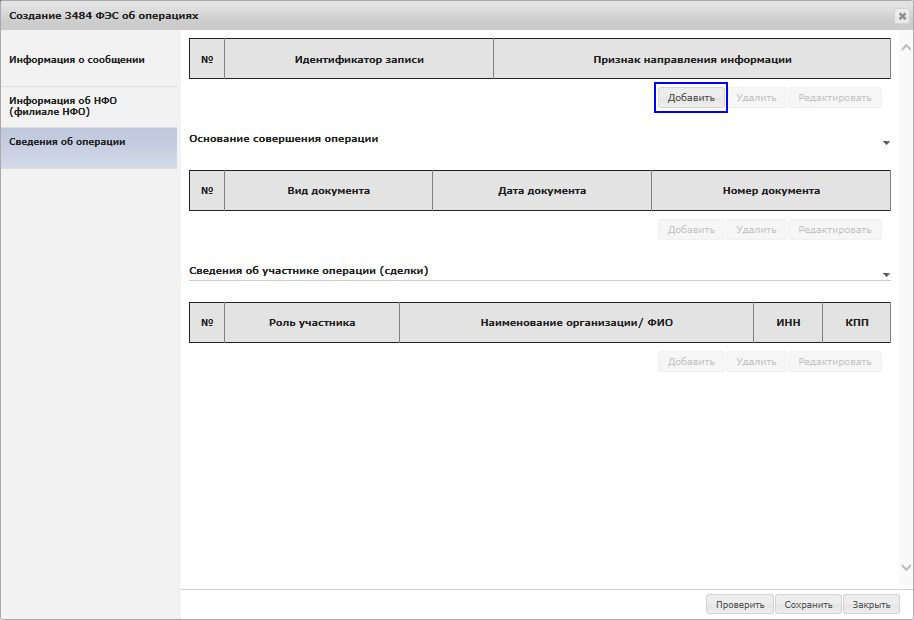 Создание 3484 ФЭС об операциях
Информация о сообщении
Информация об НФО
(филиале НФО)
Сведения об операции
№ Идентификатор записи Признак направления информации
Добавить Удалить Редактировать
Основание совершения операции
№ Вид документа Дата документа Номер документа
Добавить Удалить Редактировать
Сведения об участнике операции (сделки)
№ Роль участника Наименование организации/ ФИО ИНН КПП
Добавить Удалить Редактировать
Проверить Сохранить Закрыть